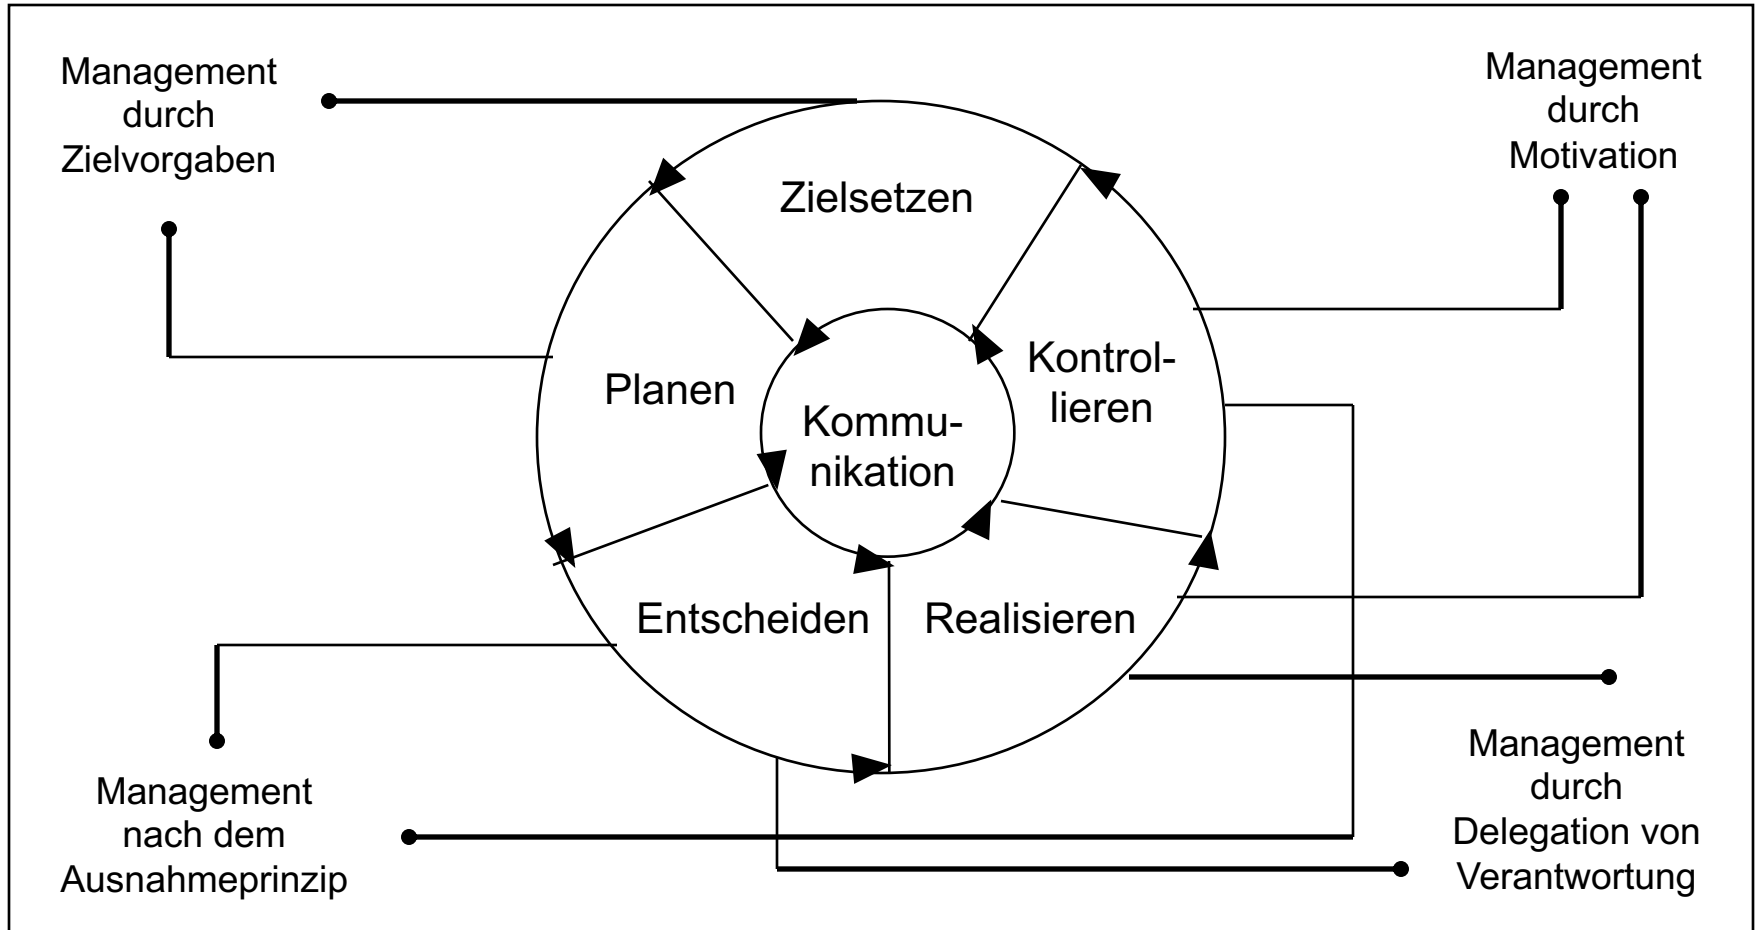 Management
durch
Zielvorgaben
Management
durch
Motivation
Zielsetzen
Planen
Kontrol-
lieren
Kommu-
nikation
Entscheiden
Realisieren
Management
nach dem
Ausnahmeprinzip
Management
durch
Delegation von
Verantwortung